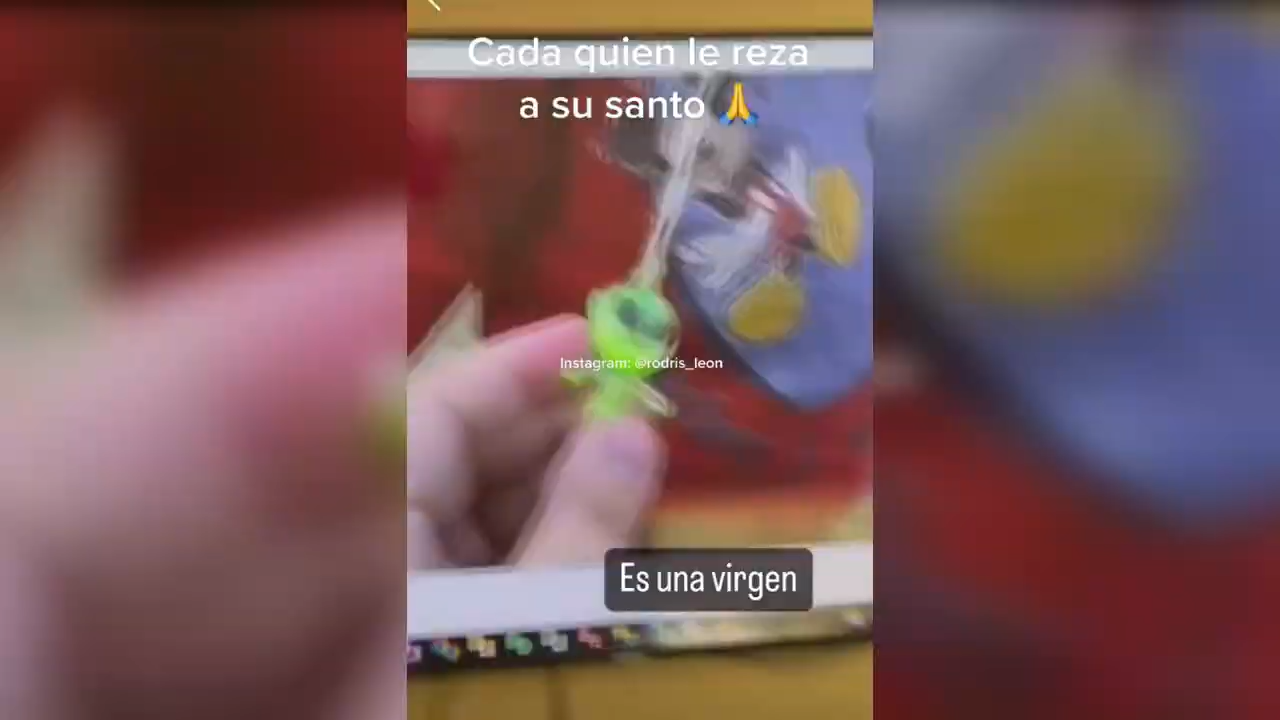 Cada quien le reza
a su santo 🙏
Instagram: @rodris_leon
Es una virgen